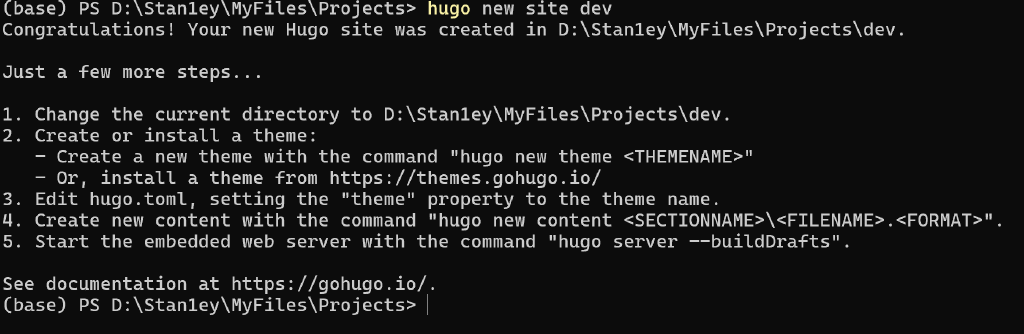 (base) PS D:\Stan1ey\MyFiles\Projects> hugo new site dev
Congratulations! Your new Hugo site was created in D:\Stan1ey\MyFiles\Projects\dev.
Just a few more steps...
1. Change the current directory to D:\Stan1ey\MyFiles\Projects\dev.
2. Create or install a theme:
   - Create a new theme with the command "hugo new theme <THEMENAME>"
   - Or, install a theme from https://themes.gohugo.io/
3. Edit hugo.toml, setting the "theme" property to the theme name.
4. Create new content with the command "hugo new content <SECTIONNAME>\<FILENAME>.<FORMAT>".
5. Start the embedded web server with the command "hugo server --buildDrafts".
See documentation at https://gohugo.io/.
(base) PS D:\Stan1ey\MyFiles\Projects>